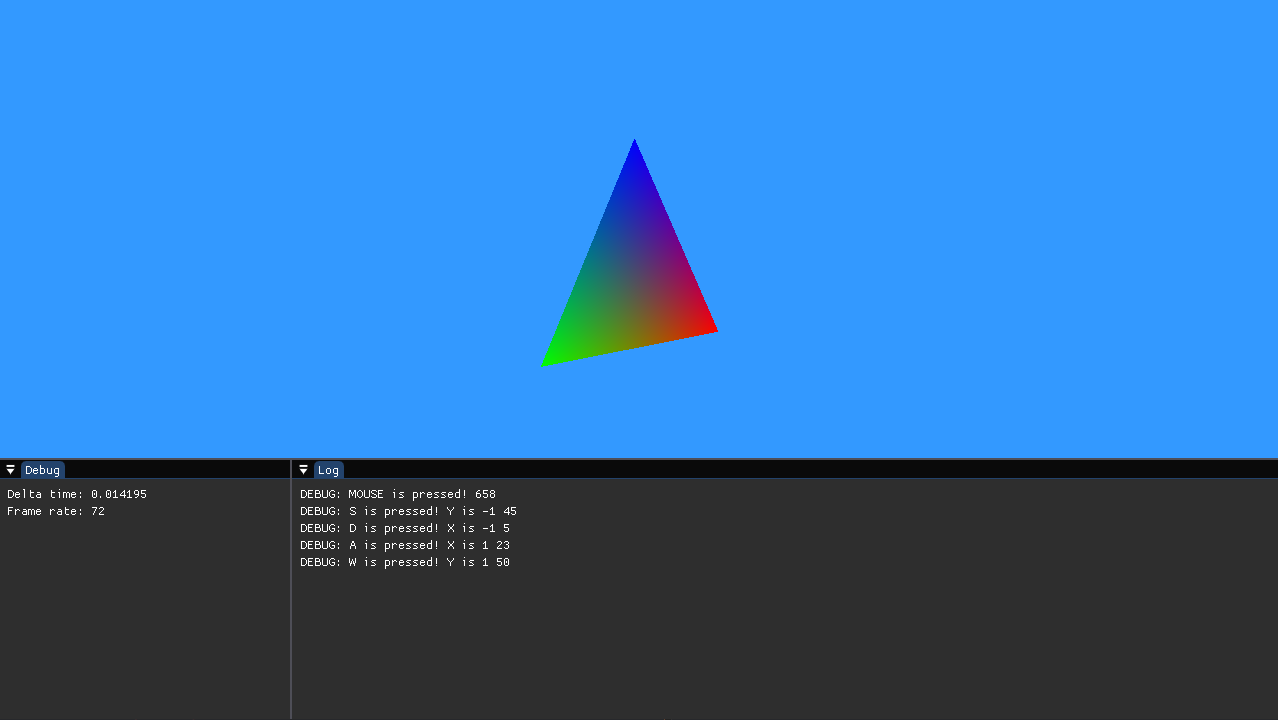 Debug
Delta time: 0.014195
Frame rate: 72
Log
DEBUG: MOUSE is pressed! 658
DEBUG: S is pressed! Y is -1 45
DEBUG: D is pressed! X is -1 5
DEBUG: A is pressed! X is 1 23
DEBUG: W is pressed! Y is 1 50